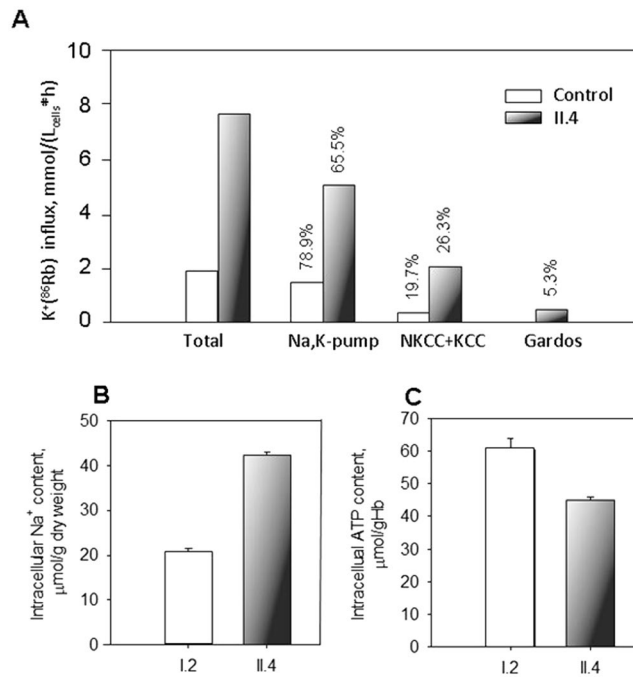 A
K⁺(⁸⁶Rb) influx, mmol/(L_cells*h)
10
8
6
4
2
0
Control
II.4
78.9%
65.5%
19.7%
26.3%
5.3%
Total
Na,K-pump
NKCC+KCC
Gardos
B
Intracellular Na⁺ content,
μmol/g dry weight
50
40
30
20
10
0
I.2
II.4
C
Intracellual ATP content,
μmol/gHb
70
60
50
40
30
20
10
0
I.2
II.4